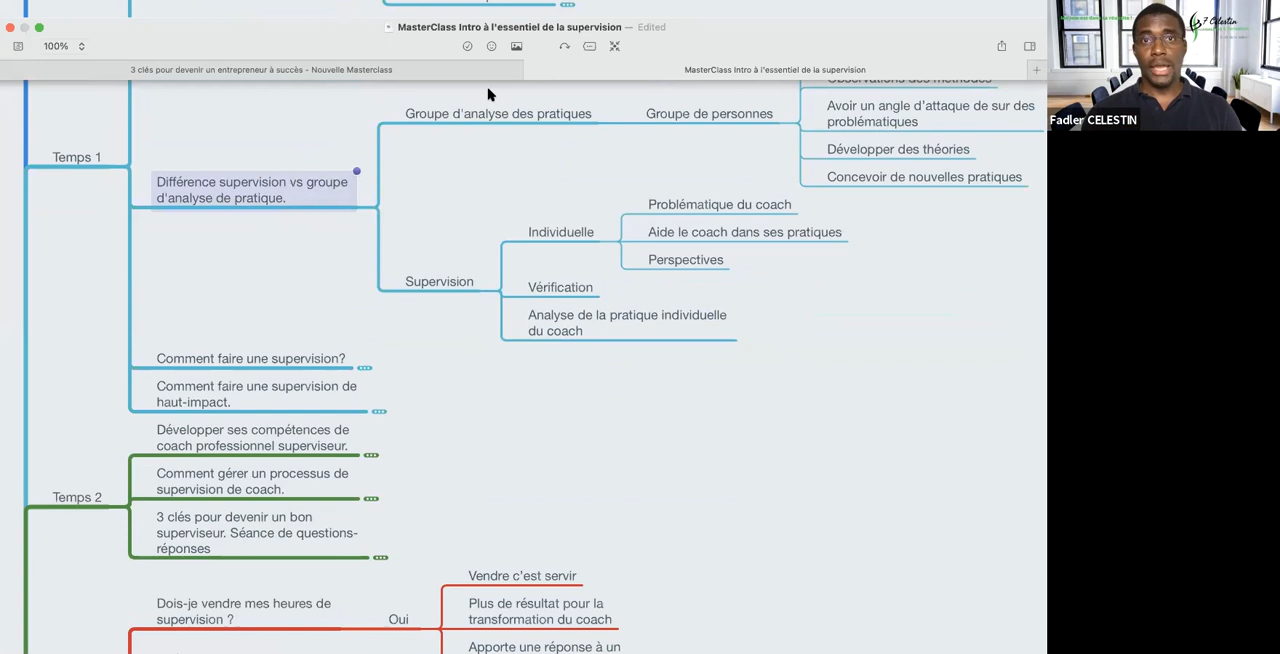 MasterClass Intro à l'essentiel de la supervision — Edited
100%
3 clés pour devenir un entrepreneur à succès - Nouvelle Masterclass
MasterClass Intro à l'essentiel de la supervision
7 Celestin
Fadler CELESTIN
Temps 1
Différence supervision vs groupe
d'analyse de pratique.
Groupe d'analyse des pratiques
Groupe de personnes
Observations des méthodes
Avoir un angle d'attaque de sur des
problématiques
Développer des théories
Concevoir de nouvelles pratiques
Supervision
Individuelle
Problématique du coach
Aide le coach dans ses pratiques
Perspectives
Vérification
Analyse de la pratique individuelle
du coach
Comment faire une supervision?
Comment faire une supervision de
haut-impact.
Temps 2
Développer ses compétences de
coach professionnel superviseur.
Comment gérer un processus de
supervision de coach.
3 clés pour devenir un bon
superviseur. Séance de questions-
réponses
Dois-je vendre mes heures de
supervision ?
Oui
Vendre c'est servir
Plus de résultat pour la
transformation du coach
Apporte une réponse à un